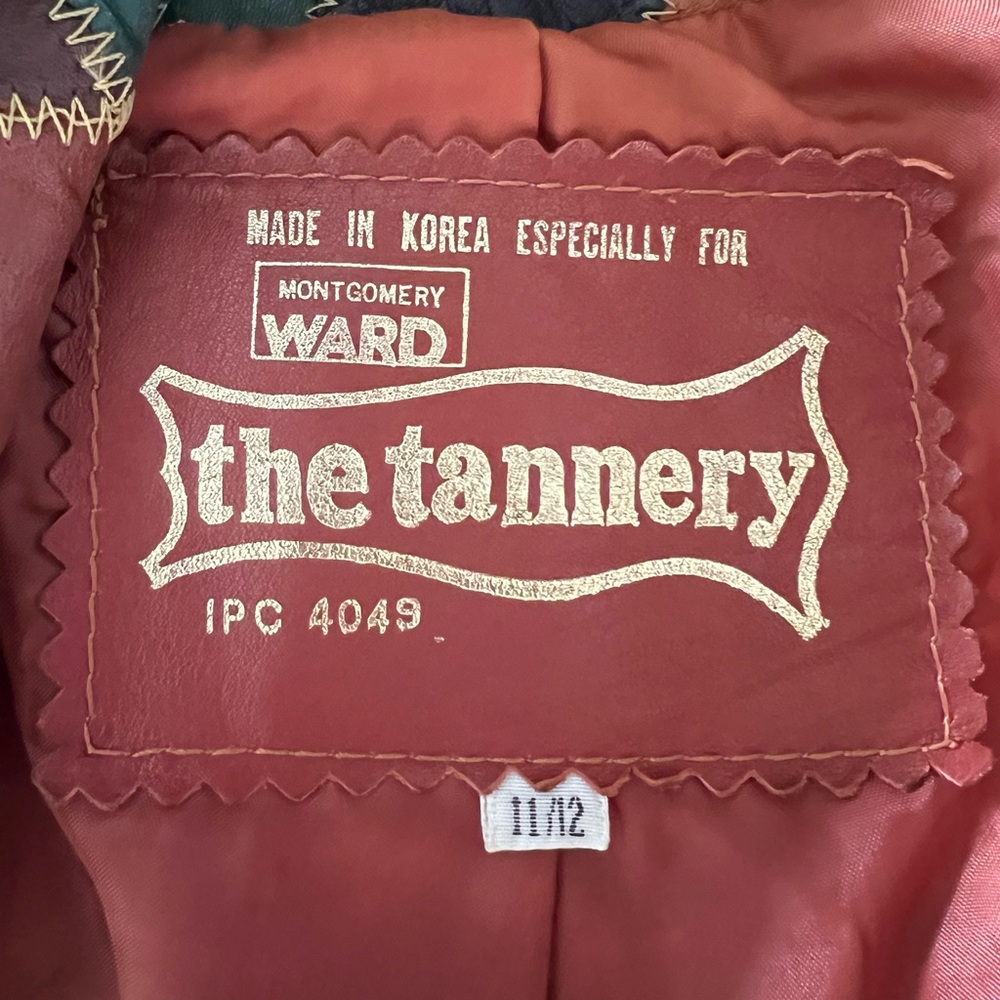 MADE IN KOREA ESPECIALLY FOR
MONTGOMERY
WARD
the tannery
IPC 4049
11/12